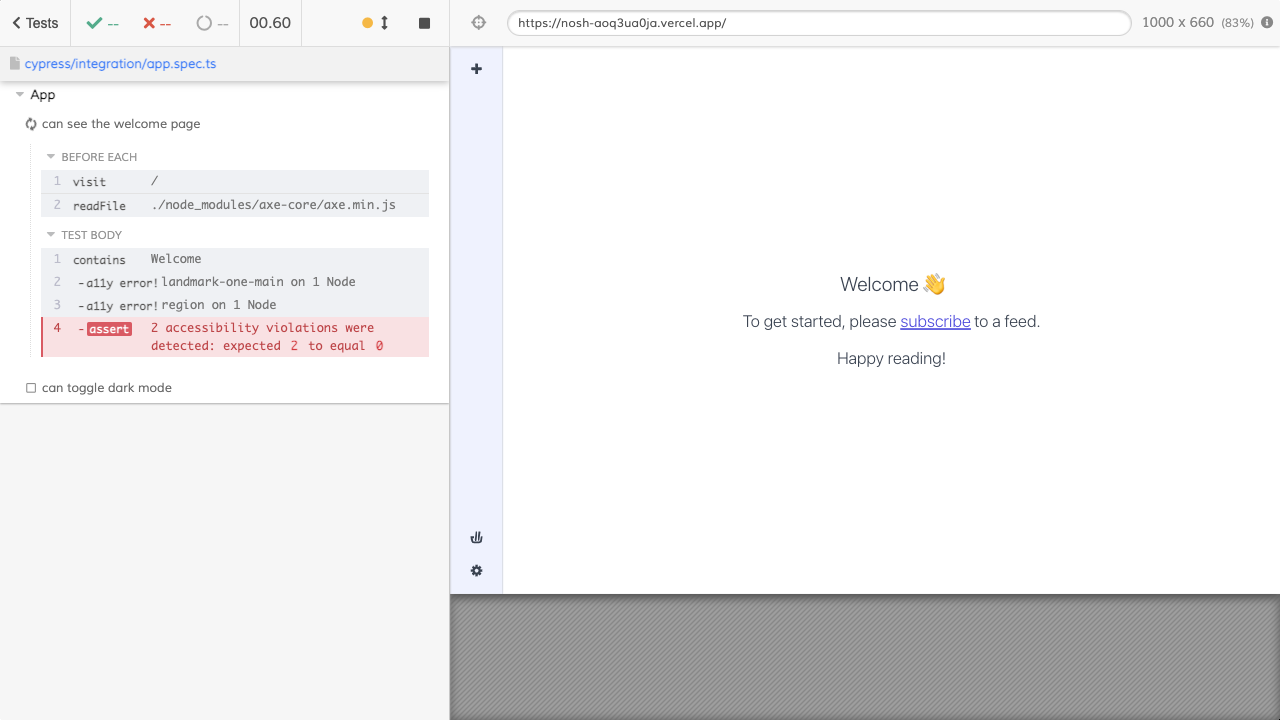 Tests
--
--
--
00.60
https://nosh-aoq3ua0ja.vercel.app/
1000 x 660 (83%)
cypress/integration/app.spec.ts
App
can see the welcome page
BEFORE EACH
1 visit /
2 readFile ./node_modules/axe-core/axe.min.js
TEST BODY
1 contains Welcome
2 -a11y error! landmark-one-main on 1 Node
3 -a11y error! region on 1 Node
4 -assert 2 accessibility violations were
detected: expected 2 to equal 0
can toggle dark mode
Welcome 👋
To get started, please subscribe to a feed.
Happy reading!